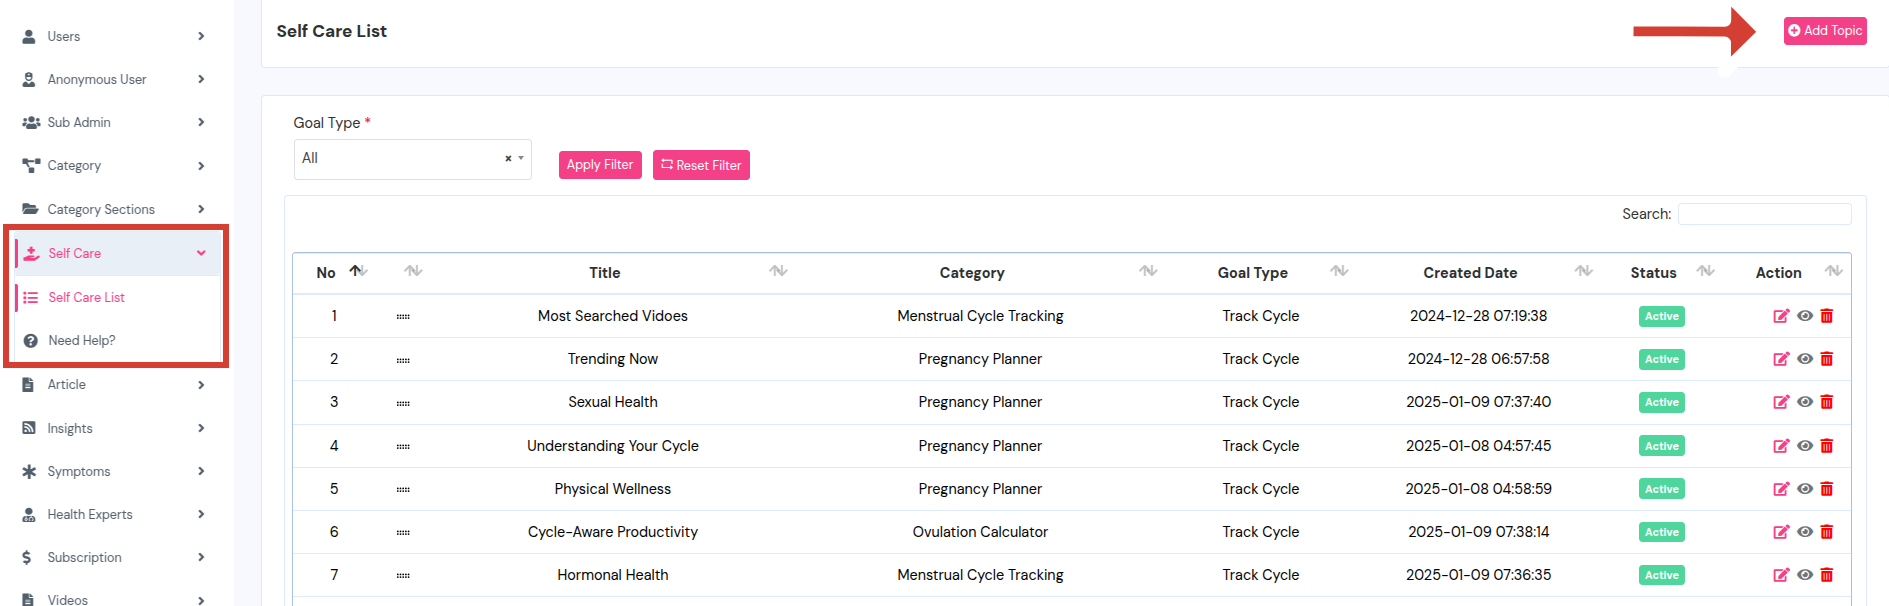 Users
Anonymous User
Sub Admin
Category
Category Sections
Self Care
Self Care List
Need Help?
Article
Insights
Symptoms
Health Experts
Subscription
Videos
Self Care List
Add Topic
Goal Type *
All × 
Apply Filter Reset Filter
Search:
No Title Category Goal Type Created Date Status Action
1 Most Searched Vidoes Menstrual Cycle Tracking Track Cycle 2024-12-28 07:19:38 Active
2 Trending Now Pregnancy Planner Track Cycle 2024-12-28 06:57:58 Active
3 Sexual Health Pregnancy Planner Track Cycle 2025-01-09 07:37:40 Active
4 Understanding Your Cycle Pregnancy Planner Track Cycle 2025-01-08 04:57:45 Active
5 Physical Wellness Pregnancy Planner Track Cycle 2025-01-08 04:58:59 Active
6 Cycle-Aware Productivity Ovulation Calculator Track Cycle 2025-01-09 07:38:14 Active
7 Hormonal Health Menstrual Cycle Tracking Track Cycle 2025-01-09 07:36:35 Active